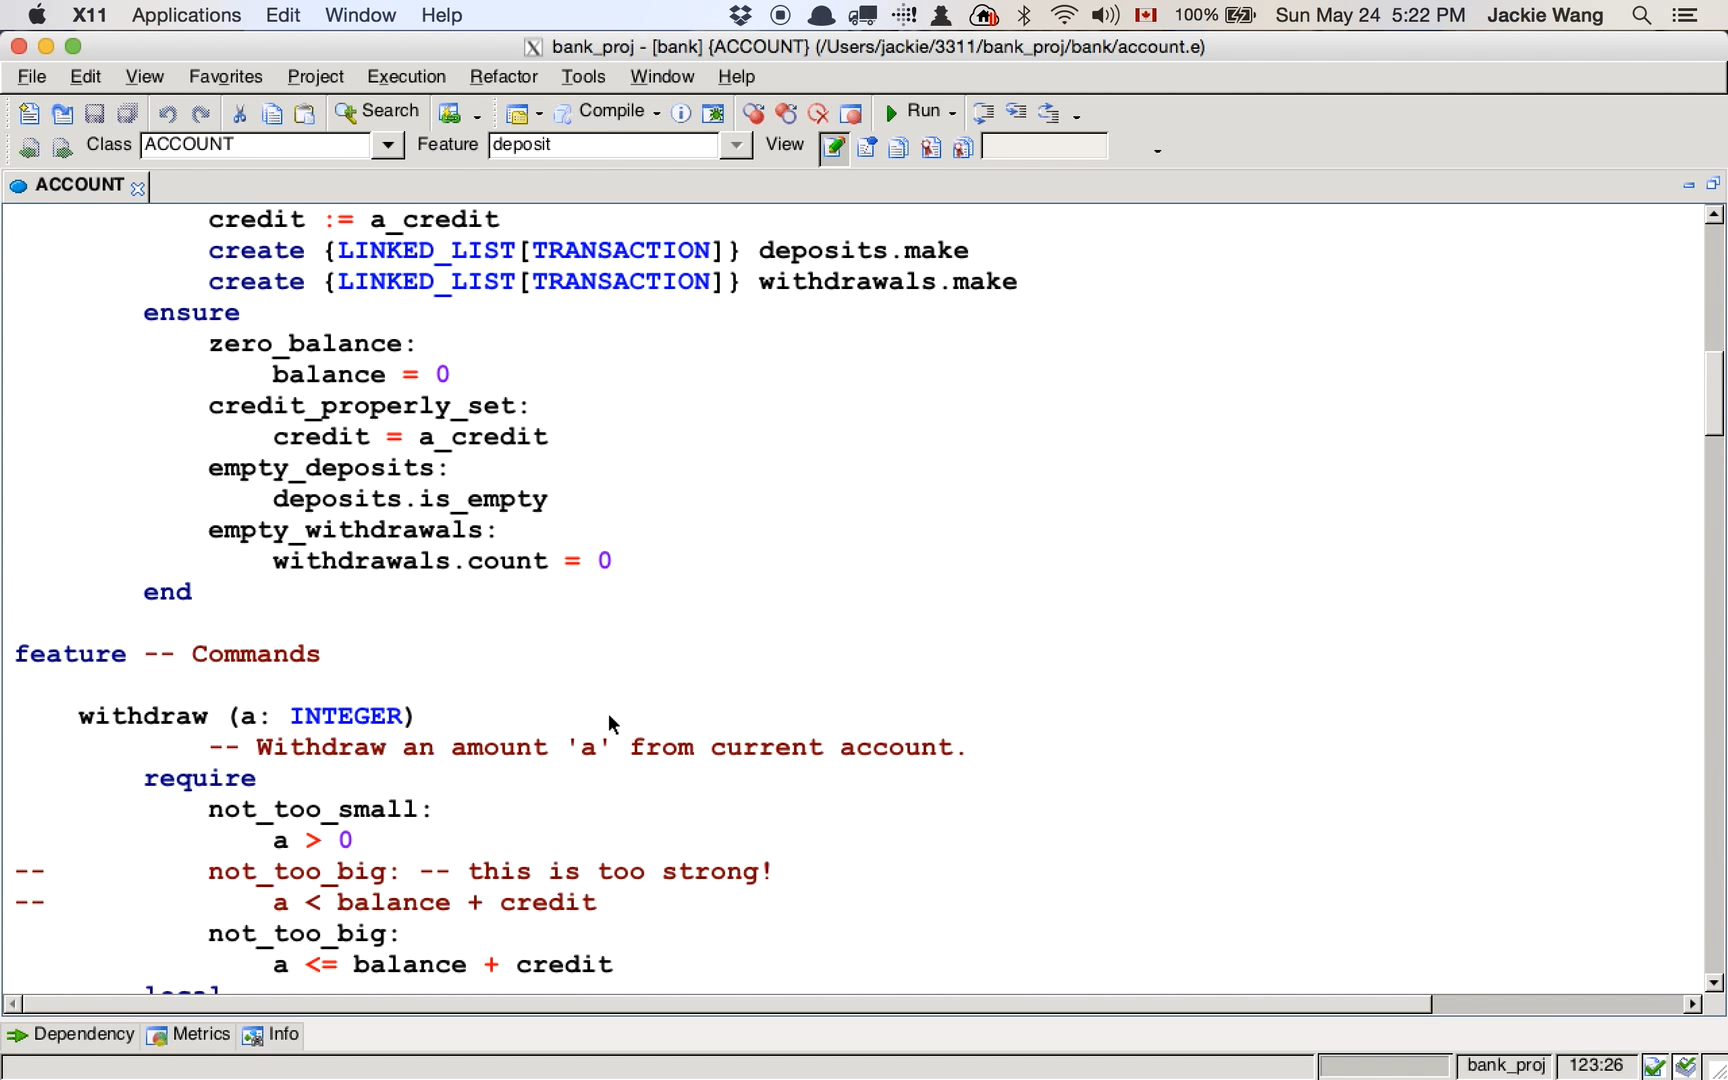 X11 Applications Edit Window Help 100% Sun May 24 5:22 PM Jackie Wang
bank_proj - [bank] {ACCOUNT} (/Users/jackie/3311/bank_proj/bank/account.e)
File Edit View Favorites Project Execution Refactor Tools Window Help
Search Compile Run
Class ACCOUNT Feature deposit View
ACCOUNT
credit := a_credit
create {LINKED_LIST[TRANSACTION]} deposits.make
create {LINKED_LIST[TRANSACTION]} withdrawals.make
ensure
zero_balance:
balance = 0
credit_properly_set:
credit = a_credit
empty_deposits:
deposits.is_empty
empty_withdrawals:
withdrawals.count = 0
end
feature -- Commands
withdraw (a: INTEGER)
-- Withdraw an amount 'a' from current account.
require
not_too_small:
a > 0
-- not_too_big: -- this is too strong!
-- a < balance + credit
not_too_big:
a <= balance + credit
local
Dependency Metrics Info
bank_proj 123:26